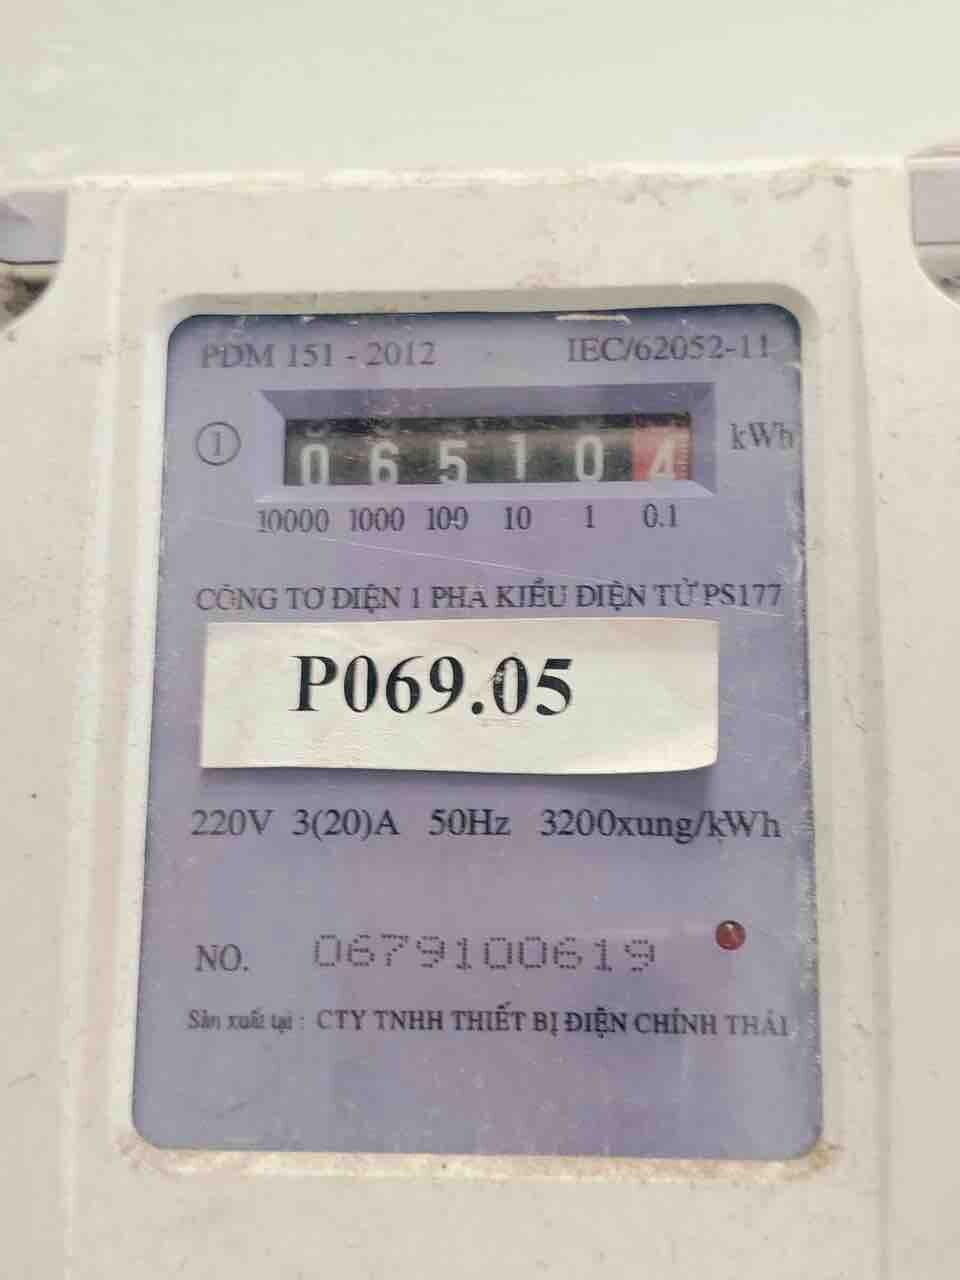 PDM 151 - 2012 IEC/62052-11
1 065104 kWh
10000 1000 100 10 1 0.1
CÔNG TƠ ĐIỆN 1 PHA KIỂU ĐIỆN TỬ PS177
P069.05
220V 3(20)A 50Hz 3200xung/kWh
NO. 0679100619
Sản xuất tại : CTY TNHH THIẾT BỊ ĐIỆN CHÍNH THÁI